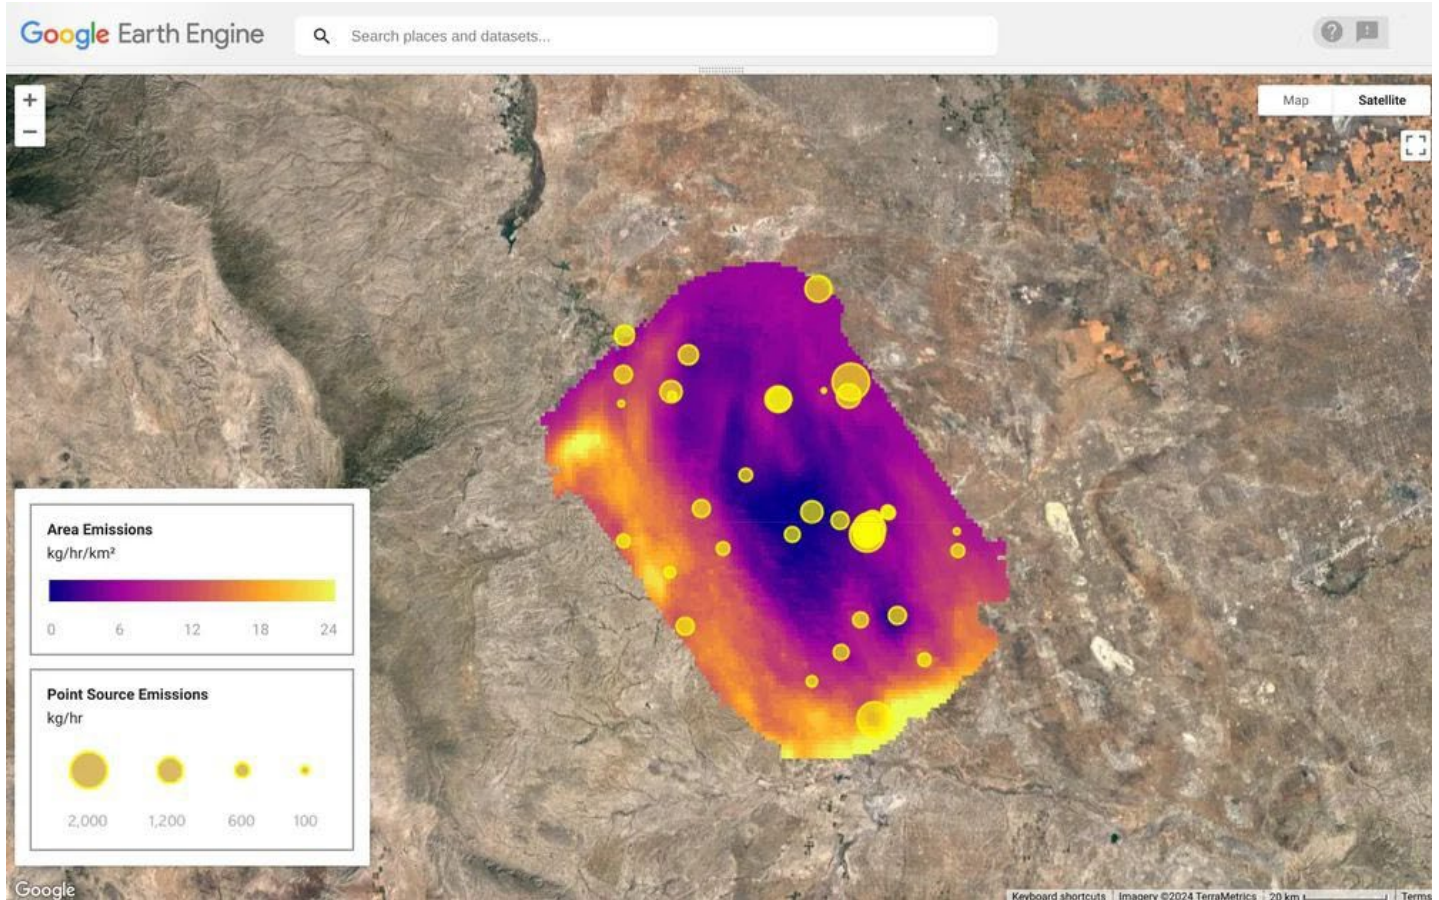 Google Earth Engine
Search places and datasets...
+
−
Map Satellite
Area Emissions
kg/hr/km²
0 6 12 18 24
Point Source Emissions
kg/hr
2,000 1,200 600 100
Google
Keyboard shortcuts Imagery ©2024 TerraMetrics 20 km Terms